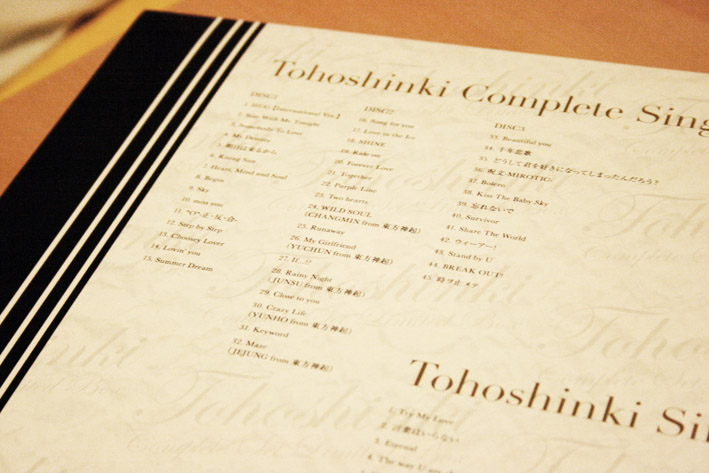 Tohoshinki Complete Sing
DISC1
1. HUG 【International Ver.】
2. Stay With Me Tonight
3. Somebody To Love
4. My Destiny
5. 明日は来るから
6. Rising Sun
7. Heart, Mind and Soul
8. Begin
9. Sky
10. miss you
11. "O"-正・反・合-
12. Step by Step
13. Choosey Lover
14. Lovin' you
15. Summer Dream
DISC2
16. Song for you
17. Love in the Ice
18. SHINE
19. Ride on
20. Forever Love
21. Together
22. Purple Line
23. Two hearts
24. WILD SOUL
(CHANGMIN from 東方神起)
25. Runaway
26. My Girlfriend
(YUCHUN from 東方神起)
27. If...!?
28. Rainy Night
(JUNSU from 東方神起)
29. Close to you
30. Crazy Life
(YUNHO from 東方神起)
31. Keyword
32. Maze
(JEJUNG from 東方神起)
DISC3
33. Beautiful you
34. 千年恋歌
35. どうして君を好きになってしまったんだろう?
36. 呪文-MIROTIC-
37. Bolero
38. Kiss The Baby Sky
39. 忘れないで
40. Survivor
41. Share The World
42. ウィーアー!
43. Stand by U
44. BREAK OUT!
45. 時ヲ止メテ
Tohoshinki Si
1. Try My Love
2. 言葉はいらない
3. Eternal
4. The way U are